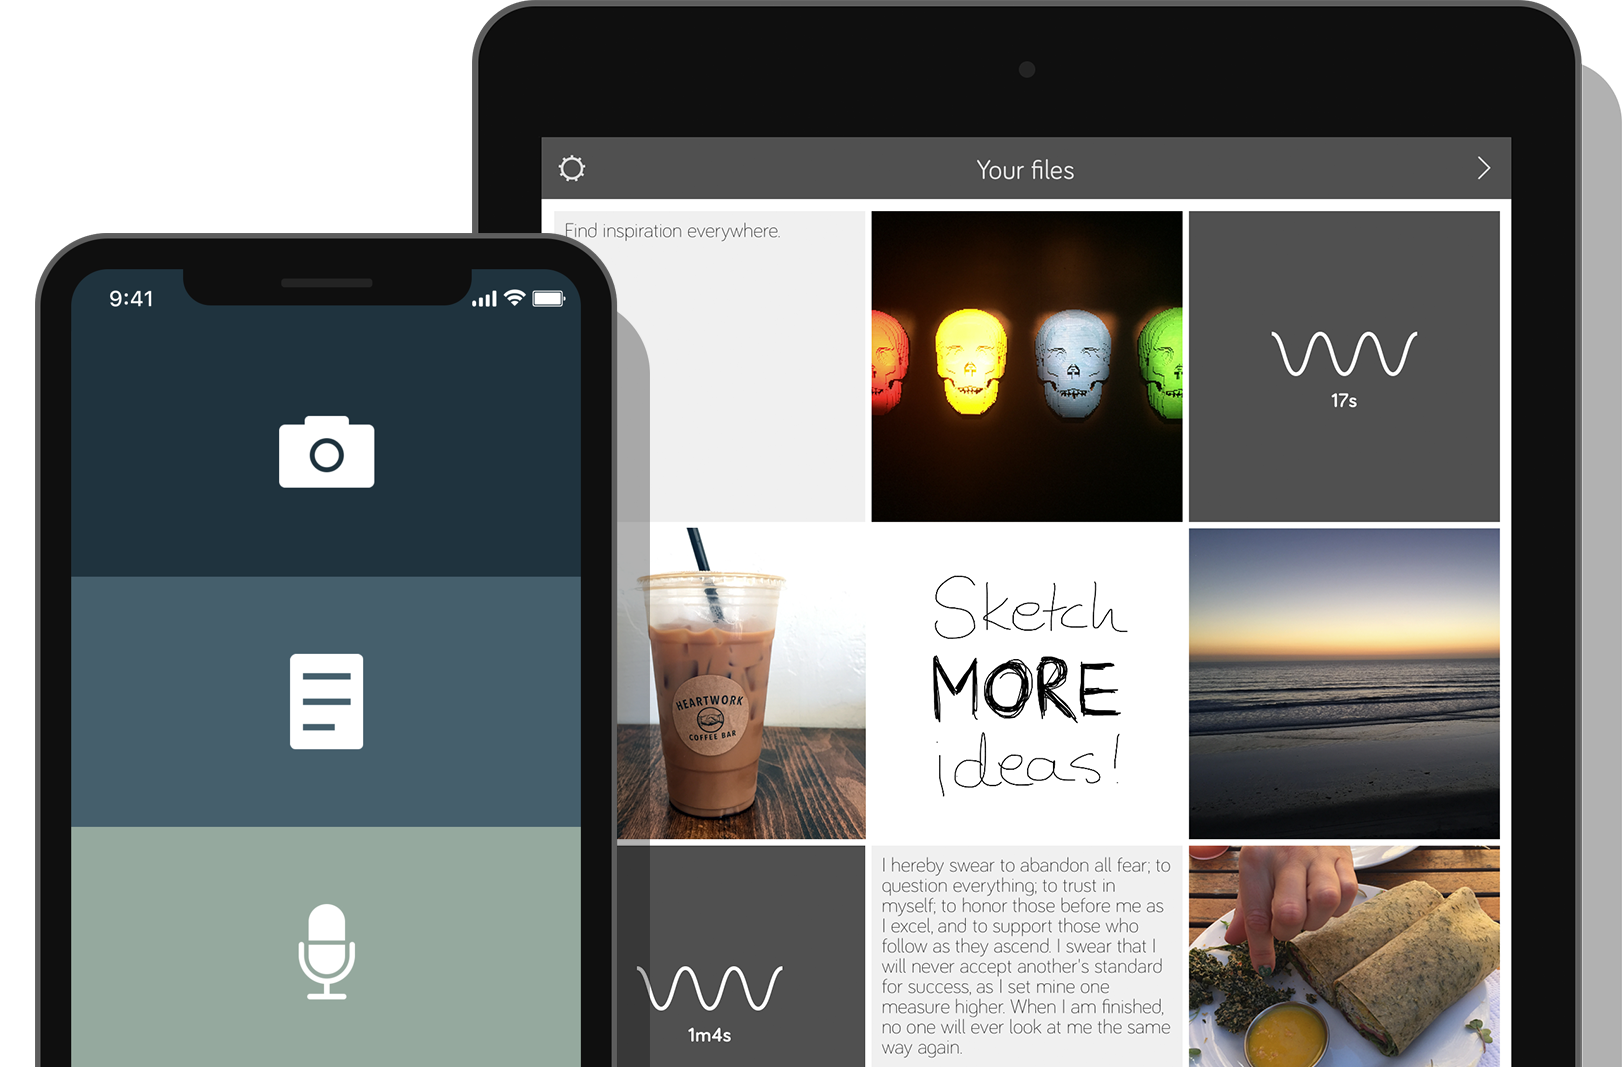 Your files
9:41
Find inspiration everywhere.
17s
HEARTWORK
COFFEE BAR
Sketch
MORE
ideas!
1m4s
I hereby swear to abandon all fear; to
question everything; to trust in
myself; to honor those before me as
I excel, and to support those who
follow as they ascend. I swear that I
will never accept another's standard
for success, as I set mine one
measure higher. When I am finished,
no one will ever look at me the same
way again.